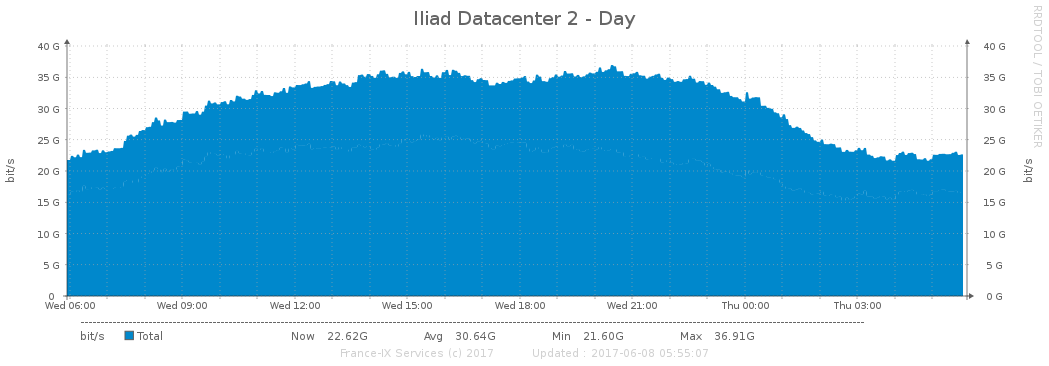 Iliad Datacenter 2 - Day
RRDTOOL / TOBI OETIKER
40 G 40 G
35 G 35 G
30 G 30 G
25 G 25 G
20 G 20 G
15 G 15 G
10 G 10 G
5 G 5 G
0 0 G
bit/s bit/s
Wed 06:00 Wed 09:00 Wed 12:00 Wed 15:00 Wed 18:00 Wed 21:00 Thu 00:00 Thu 03:00
bit/s Total Now 22.62G Avg 30.64G Min 21.60G Max 36.91G
France-IX Services (c) 2017 Updated : 2017-06-08 05:55:07